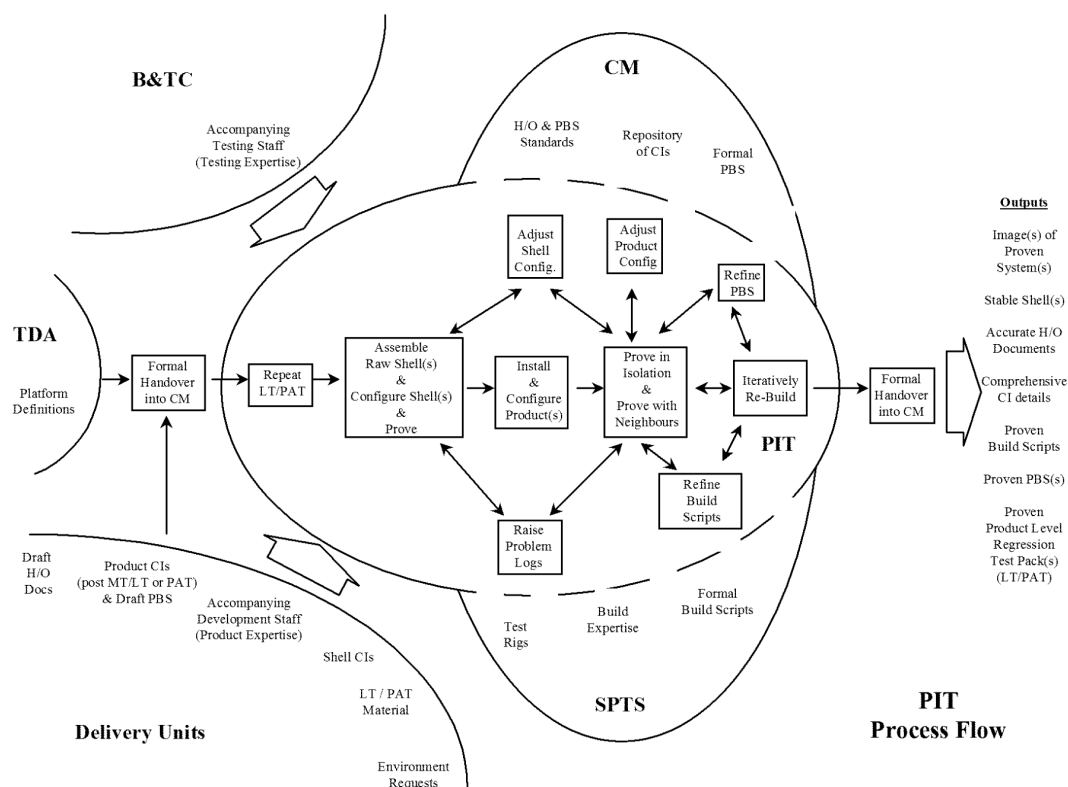 B&TC
Accompanying
Testing Staff
(Testing Expertise)
CM
H/O & PBS
Standards
Repository
of CIs
Formal
PBS
TDA
Platform
Definitions
Formal
Handover
into CM
Repeat
LT/PAT
Assemble
Raw Shell(s)
&
Configure Shell(s)
&
Prove
Adjust
Shell
Config.
Adjust
Product
Config
Install
&
Configure
Product(s)
Prove in
Isolation
&
Prove with
Neighbours
Refine
PBS
Iteratively
Re-Build
PIT
Refine
Build
Scripts
Raise
Problem
Logs
Formal
Handover
into CM
Outputs
Image(s) of
Proven
System(s)
Stable Shell(s)
Accurate H/O
Documents
Comprehensive
CI details
Proven
Build Scripts
Proven PBS(s)
Proven
Product Level
Regression
Test Pack(s)
(LT/PAT)
Draft
H/O
Docs
Product CIs
(post MT/LT or PAT)
& Draft PBS
Accompanying
Development Staff
(Product Expertise)
Shell CIs
LT / PAT
Material
Environment
Requests
Delivery Units
Test
Rigs
Build
Expertise
Formal
Build Scripts
SPTS
PIT
Process Flow